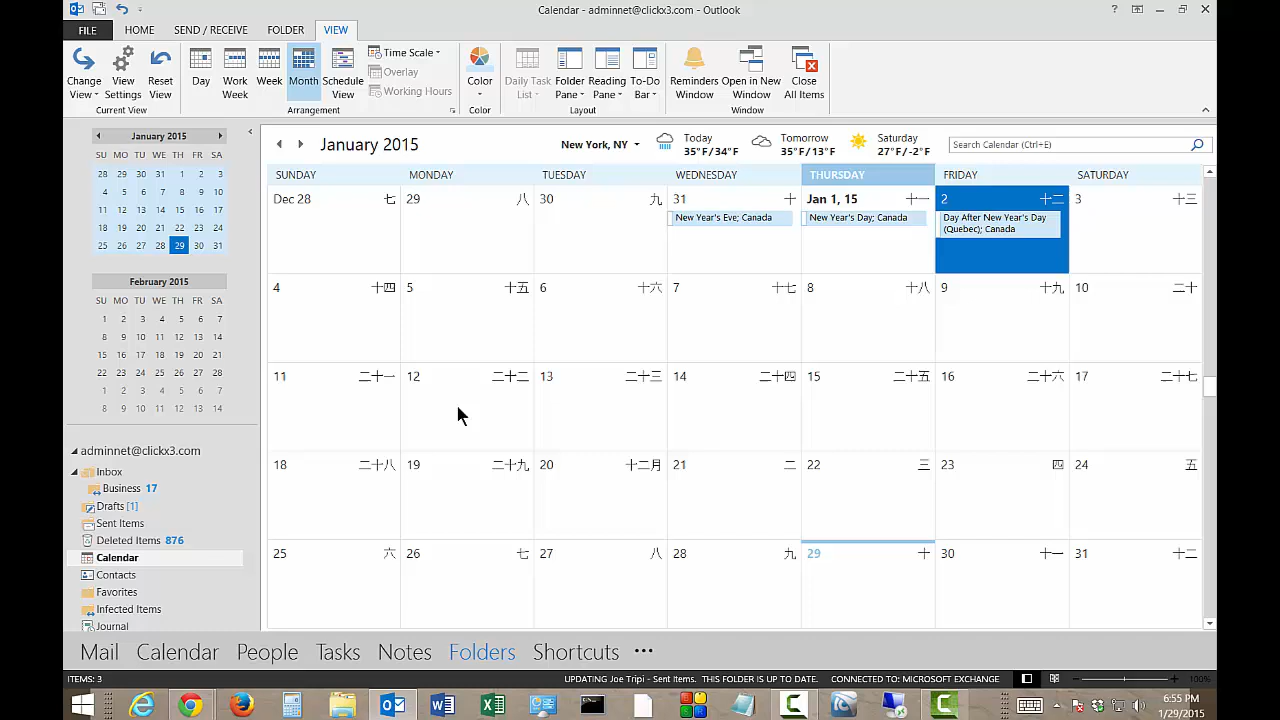 Calendar - adminnet@clickx3.com - Outlook
FILE HOME SEND / RECEIVE FOLDER VIEW
Change View
View Settings
Reset View
Day
Work Week
Week
Month
Schedule View
Time Scale
Overlay
Working Hours
Color
Daily Task List
Folder Pane
Reading Pane
To-Do Bar
Reminders Window
Open in New Window
Close All Items
Current View Arrangement Color Layout Window
January 2015
SU MO TU WE TH FR SA
28 29 30 31 1 2 3
4 5 6 7 8 9 10
11 12 13 14 15 16 17
18 19 20 21 22 23 24
25 26 27 28 29 30 31
February 2015
SU MO TU WE TH FR SA
1 2 3 4 5 6 7
8 9 10 11 12 13 14
15 16 17 18 19 20 21
22 23 24 25 26 27 28
1 2 3 4 5 6 7
8 9 10 11 12 13 14
adminnet@clickx3.com
Inbox
Business 17
Drafts [1]
Sent Items
Deleted Items 876
Calendar
Contacts
Favorites
Infected Items
Journal
January 2015
New York, NY
Today
35°F/34°F
Tomorrow
35°F/13°F
Saturday
27°F/-2°F
Search Calendar (Ctrl+E)
SUNDAY MONDAY TUESDAY WEDNESDAY THURSDAY FRIDAY SATURDAY
Dec 28 七 29 八 30 九 31 十 Jan 1, 15 十一 2 十二 3 十三
New Year's Eve; Canada
New Year's Day; Canada
Day After New Year's Day
(Quebec); Canada
4 十四 5 十五 6 十六 7 十七 8 十八 9 十九 10 二十
11 二十一 12 二十二 13 二十三 14 二十四 15 二十五 16 二十六 17 二十七
18 二十八 19 二十九 20 十二月 21 二 22 三 23 四 24 五
25 六 26 七 27 八 28 九 29 十 30 十一 31 十二
Mail Calendar People Tasks Notes Folders Shortcuts •••
ITEMS: 3 UPDATING Joe Tripi - Sent Items. THIS FOLDER IS UP TO DATE. CONNECTED TO: MICROSOFT EXCHANGE 100%
6:55 PM
1/29/2015